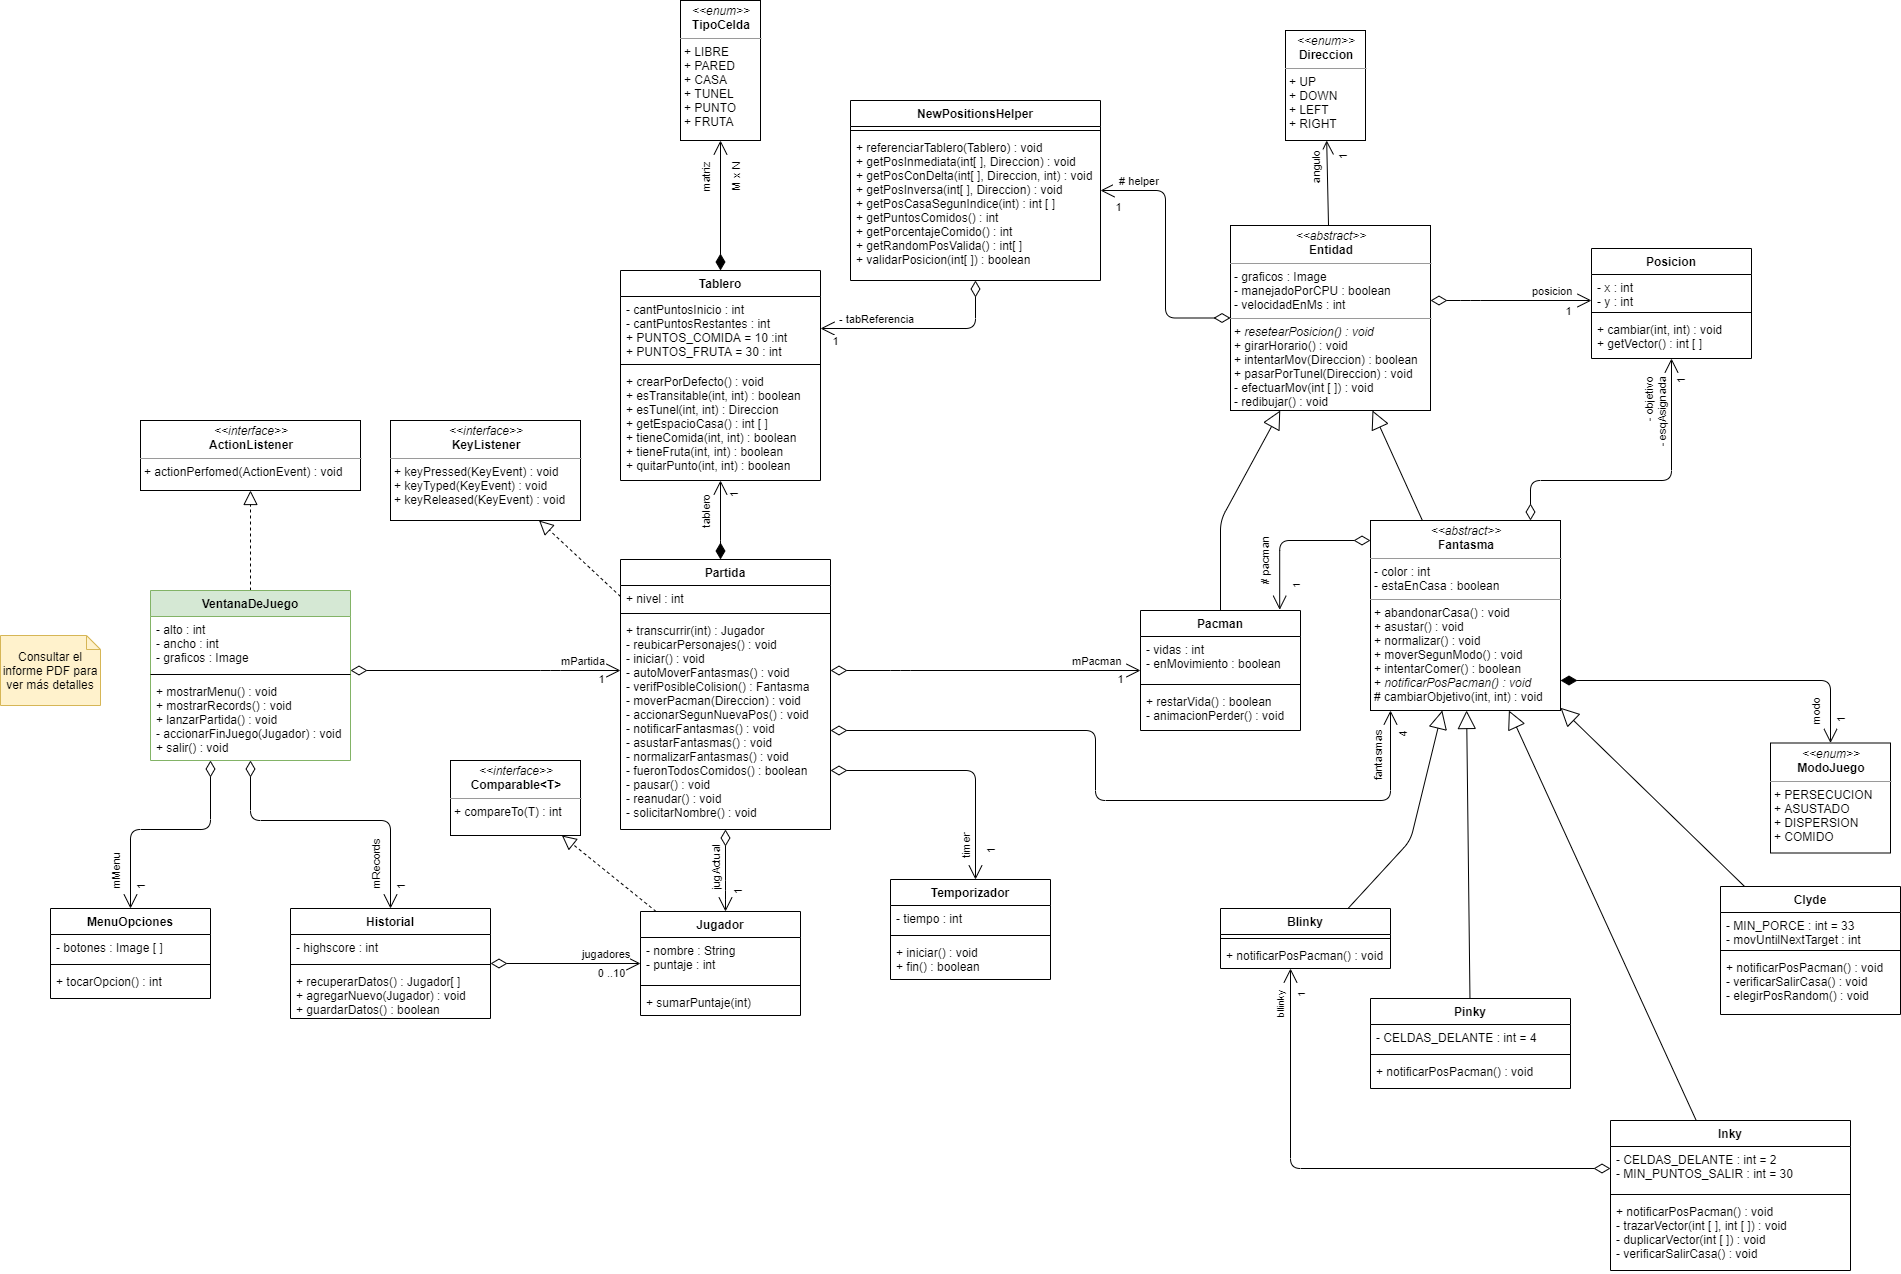 <<enum>>
TipoCelda
+ LIBRE
+ PARED
+ CASA
+ TUNEL
+ PUNTO
+ FRUTA
matriz
M x N
<<enum>>
Direccion
+ UP
+ DOWN
+ LEFT
+ RIGHT
angulo
1
NewPositionsHelper
+ referenciarTablero(Tablero) : void
+ getPosInmediata(int[ ], Direccion) : void
+ getPosConDelta(int[ ], Direccion, int) : void
+ getPosInversa(int[ ], Direccion) : void
+ getPosCasaSegunIndice(int) : int [ ]
+ getPuntosComidos() : int
+ getPorcentajeComido() : int
+ getRandomPosValida() : int[ ]
+ validarPosicion(int[ ]) : boolean
# helper
1
<<abstract>>
Entidad
- graficos : Image
- manejadoPorCPU : boolean
- velocidadEnMs : int
+ resetearPosicion() : void
+ girarHorario() : void
+ intentarMov(Direccion) : boolean
+ pasarPorTunel(Direccion) : void
- efectuarMov(int [ ]) : void
- redibujar() : void
posicion
1
Posicion
- x : int
- y : int
+ cambiar(int, int) : void
+ getVector() : int [ ]
- objetivo
- esqAsignada
1
Tablero
- cantPuntosInicio : int
- cantPuntosRestantes : int
+ PUNTOS_COMIDA = 10 :int
+ PUNTOS_FRUTA = 30 : int
+ crearPorDefecto() : void
+ esTransitable(int, int) : boolean
+ esTunel(int, int) : Direccion
+ getEspacioCasa() : int [ ]
+ tieneComida(int, int) : boolean
+ tieneFruta(int, int) : boolean
+ quitarPunto(int, int) : boolean
- tabReferencia
1
tablero
1
<<interface>>
ActionListener
+ actionPerfomed(ActionEvent) : void
<<interface>>
KeyListener
+ keyPressed(KeyEvent) : void
+ keyTyped(KeyEvent) : void
+ keyReleased(KeyEvent) : void
Consultar el
informe PDF para
ver más detalles
VentanaDeJuego
- alto : int
- ancho : int
- graficos : Image
+ mostrarMenu() : void
+ mostrarRecords() : void
+ lanzarPartida() : void
- accionarFinJuego(Jugador) : void
+ salir() : void
mPartida
1
Partida
+ nivel : int
+ transcurrir(int) : Jugador
- reubicarPersonajes() : void
- iniciar() : void
- autoMoverFantasmas() : void
- verifPosibleColision() : Fantasma
- moverPacman(Direccion) : void
- accionarSegunNuevaPos() : void
- notificarFantasmas() : void
- asustarFantasmas() : void
- normalizarFantasmas() : void
- fueronTodosComidos() : boolean
- pausar() : void
- reanudar() : void
- solicitarNombre() : void
mPacman
1
Pacman
- vidas : int
- enMovimiento : boolean
+ restarVida() : boolean
- animacionPerder() : void
# pacman
1
<<abstract>>
Fantasma
- color : int
- estaEnCasa : boolean
+ abandonarCasa() : void
+ asustar() : void
+ normalizar() : void
+ moverSegunModo() : void
+ intentarComer() : boolean
+ notificarPosPacman() : void
# cambiarObjetivo(int, int) : void
fantasmas
4
modo
1
<<enum>>
ModoJuego
+ PERSECUCION
+ ASUSTADO
+ DISPERSION
+ COMIDO
<<interface>>
Comparable<T>
+ compareTo(T) : int
mMenu
1
mRecords
1
jugActual
1
timer
1
MenuOpciones
- botones : Image [ ]
+ tocarOpcion() : int
Historial
- highscore : int
+ recuperarDatos() : Jugador[ ]
+ agregarNuevo(Jugador) : void
+ guardarDatos() : boolean
jugadores
0 ..10
Jugador
- nombre : String
- puntaje : int
+ sumarPuntaje(int)
Temporizador
- tiempo : int
+ iniciar() : void
+ fin() : boolean
Blinky
+ notificarPosPacman() : void
blinky
1
Pinky
- CELDAS_DELANTE : int = 4
+ notificarPosPacman() : void
Clyde
- MIN_PORCE : int = 33
- movUntilNextTarget : int
+ notificarPosPacman() : void
- verificarSalirCasa() : void
- elegirPosRandom() : void
Inky
- CELDAS_DELANTE : int = 2
- MIN_PUNTOS_SALIR : int = 30
+ notificarPosPacman() : void
- trazarVector(int [ ], int [ ]) : void
- duplicarVector(int [ ]) : void
- verificarSalirCasa() : void